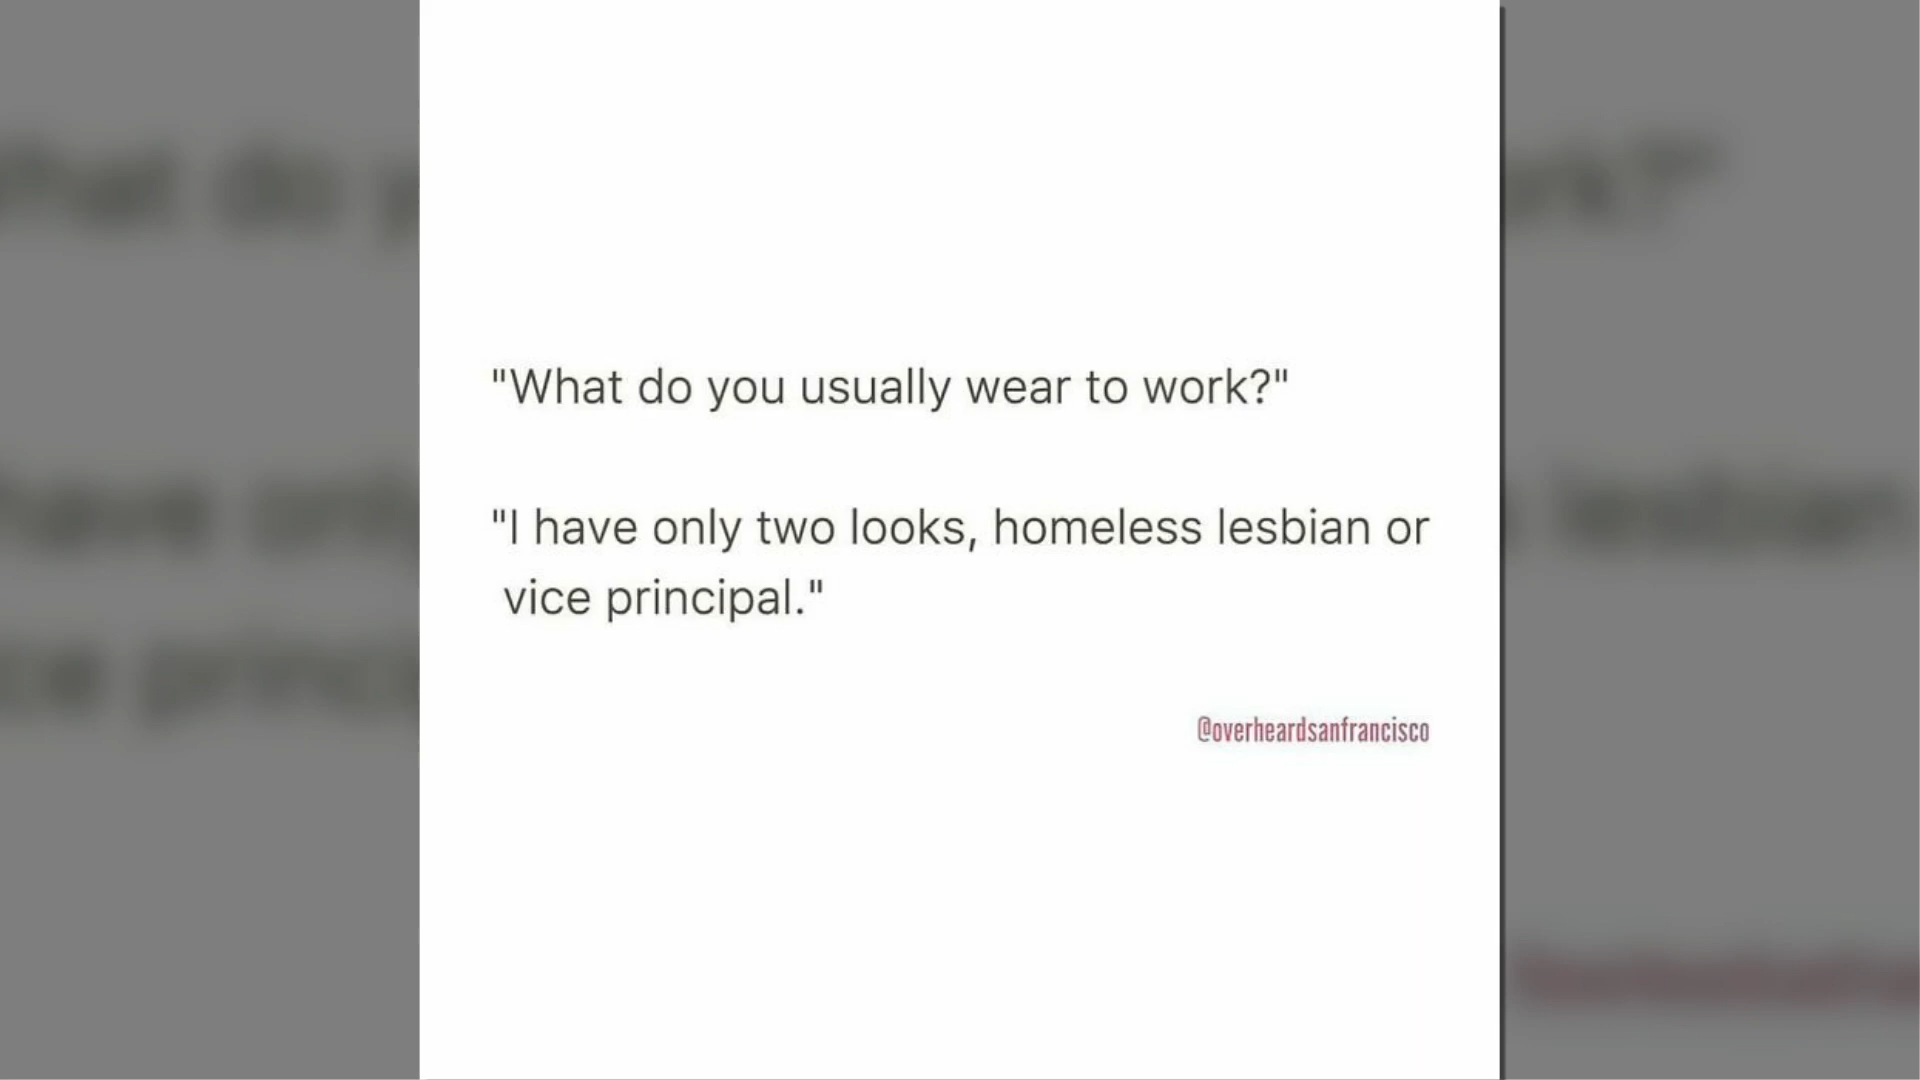 "What do you usually wear to work?"
"I have only two looks, homeless lesbian or
vice principal."
@overheardsanfrancisco